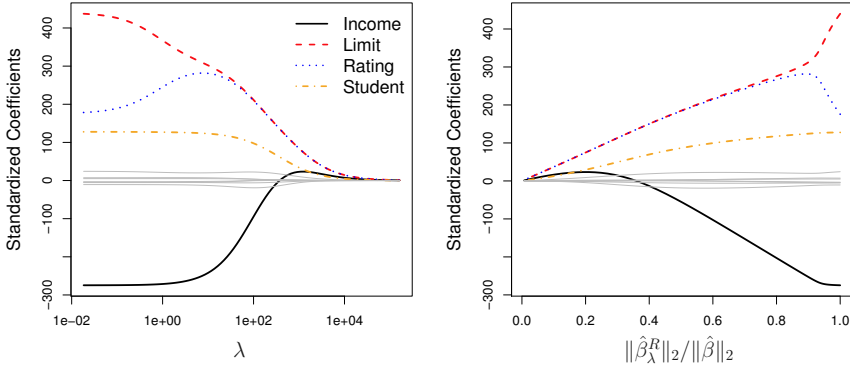 Standardized Coefficients
400
300
200
100
0
-100
-300
1e-02 1e+00 1e+02 1e+04
λ
Income
Limit
Rating
Student
Standardized Coefficients
400
300
200
100
0
-100
-300
0.0 0.2 0.4 0.6 0.8 1.0
‖β̂λᴿ‖₂/‖β̂‖₂